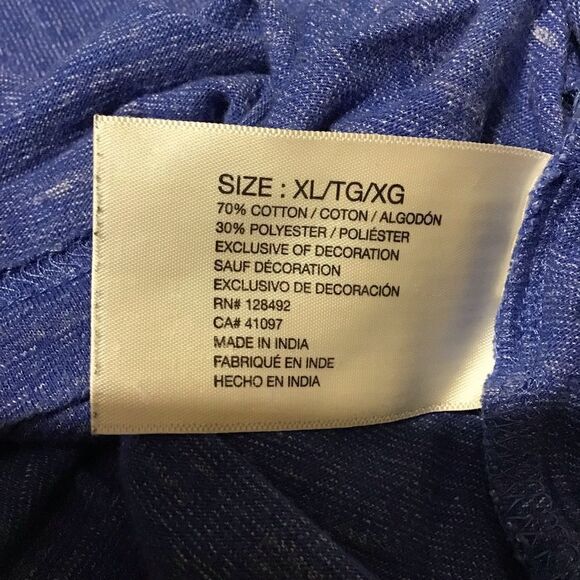 SIZE : XL/TG/XG
70% COTTON / COTON / ALGODÓN
30% POLYESTER / POLIÉSTER
EXCLUSIVE OF DECORATION
SAUF DÉCORATION
EXCLUSIVO DE DECORACIÓN
RN# 128492
CA# 41097
MADE IN INDIA
FABRIQUÉ EN INDE
HECHO EN INDIA